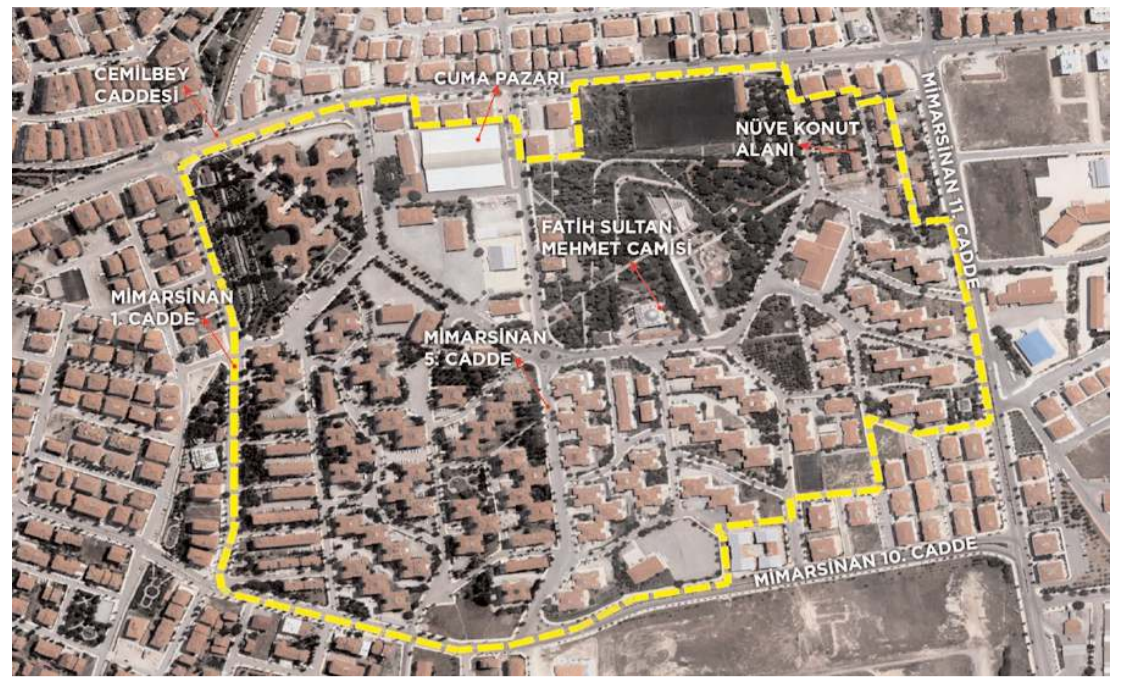 CEMİLBEY
CADDESİ
CUMA PAZARI
MİMARSİNAN 11. CADDE
NÜVE KONUT
ALANI
FATİH SULTAN
MEHMET CAMİSİ
MİMARSİNAN
1. CADDE
MİMARSİNAN
5. CADDE
MİMARSİNAN 10. CADDE